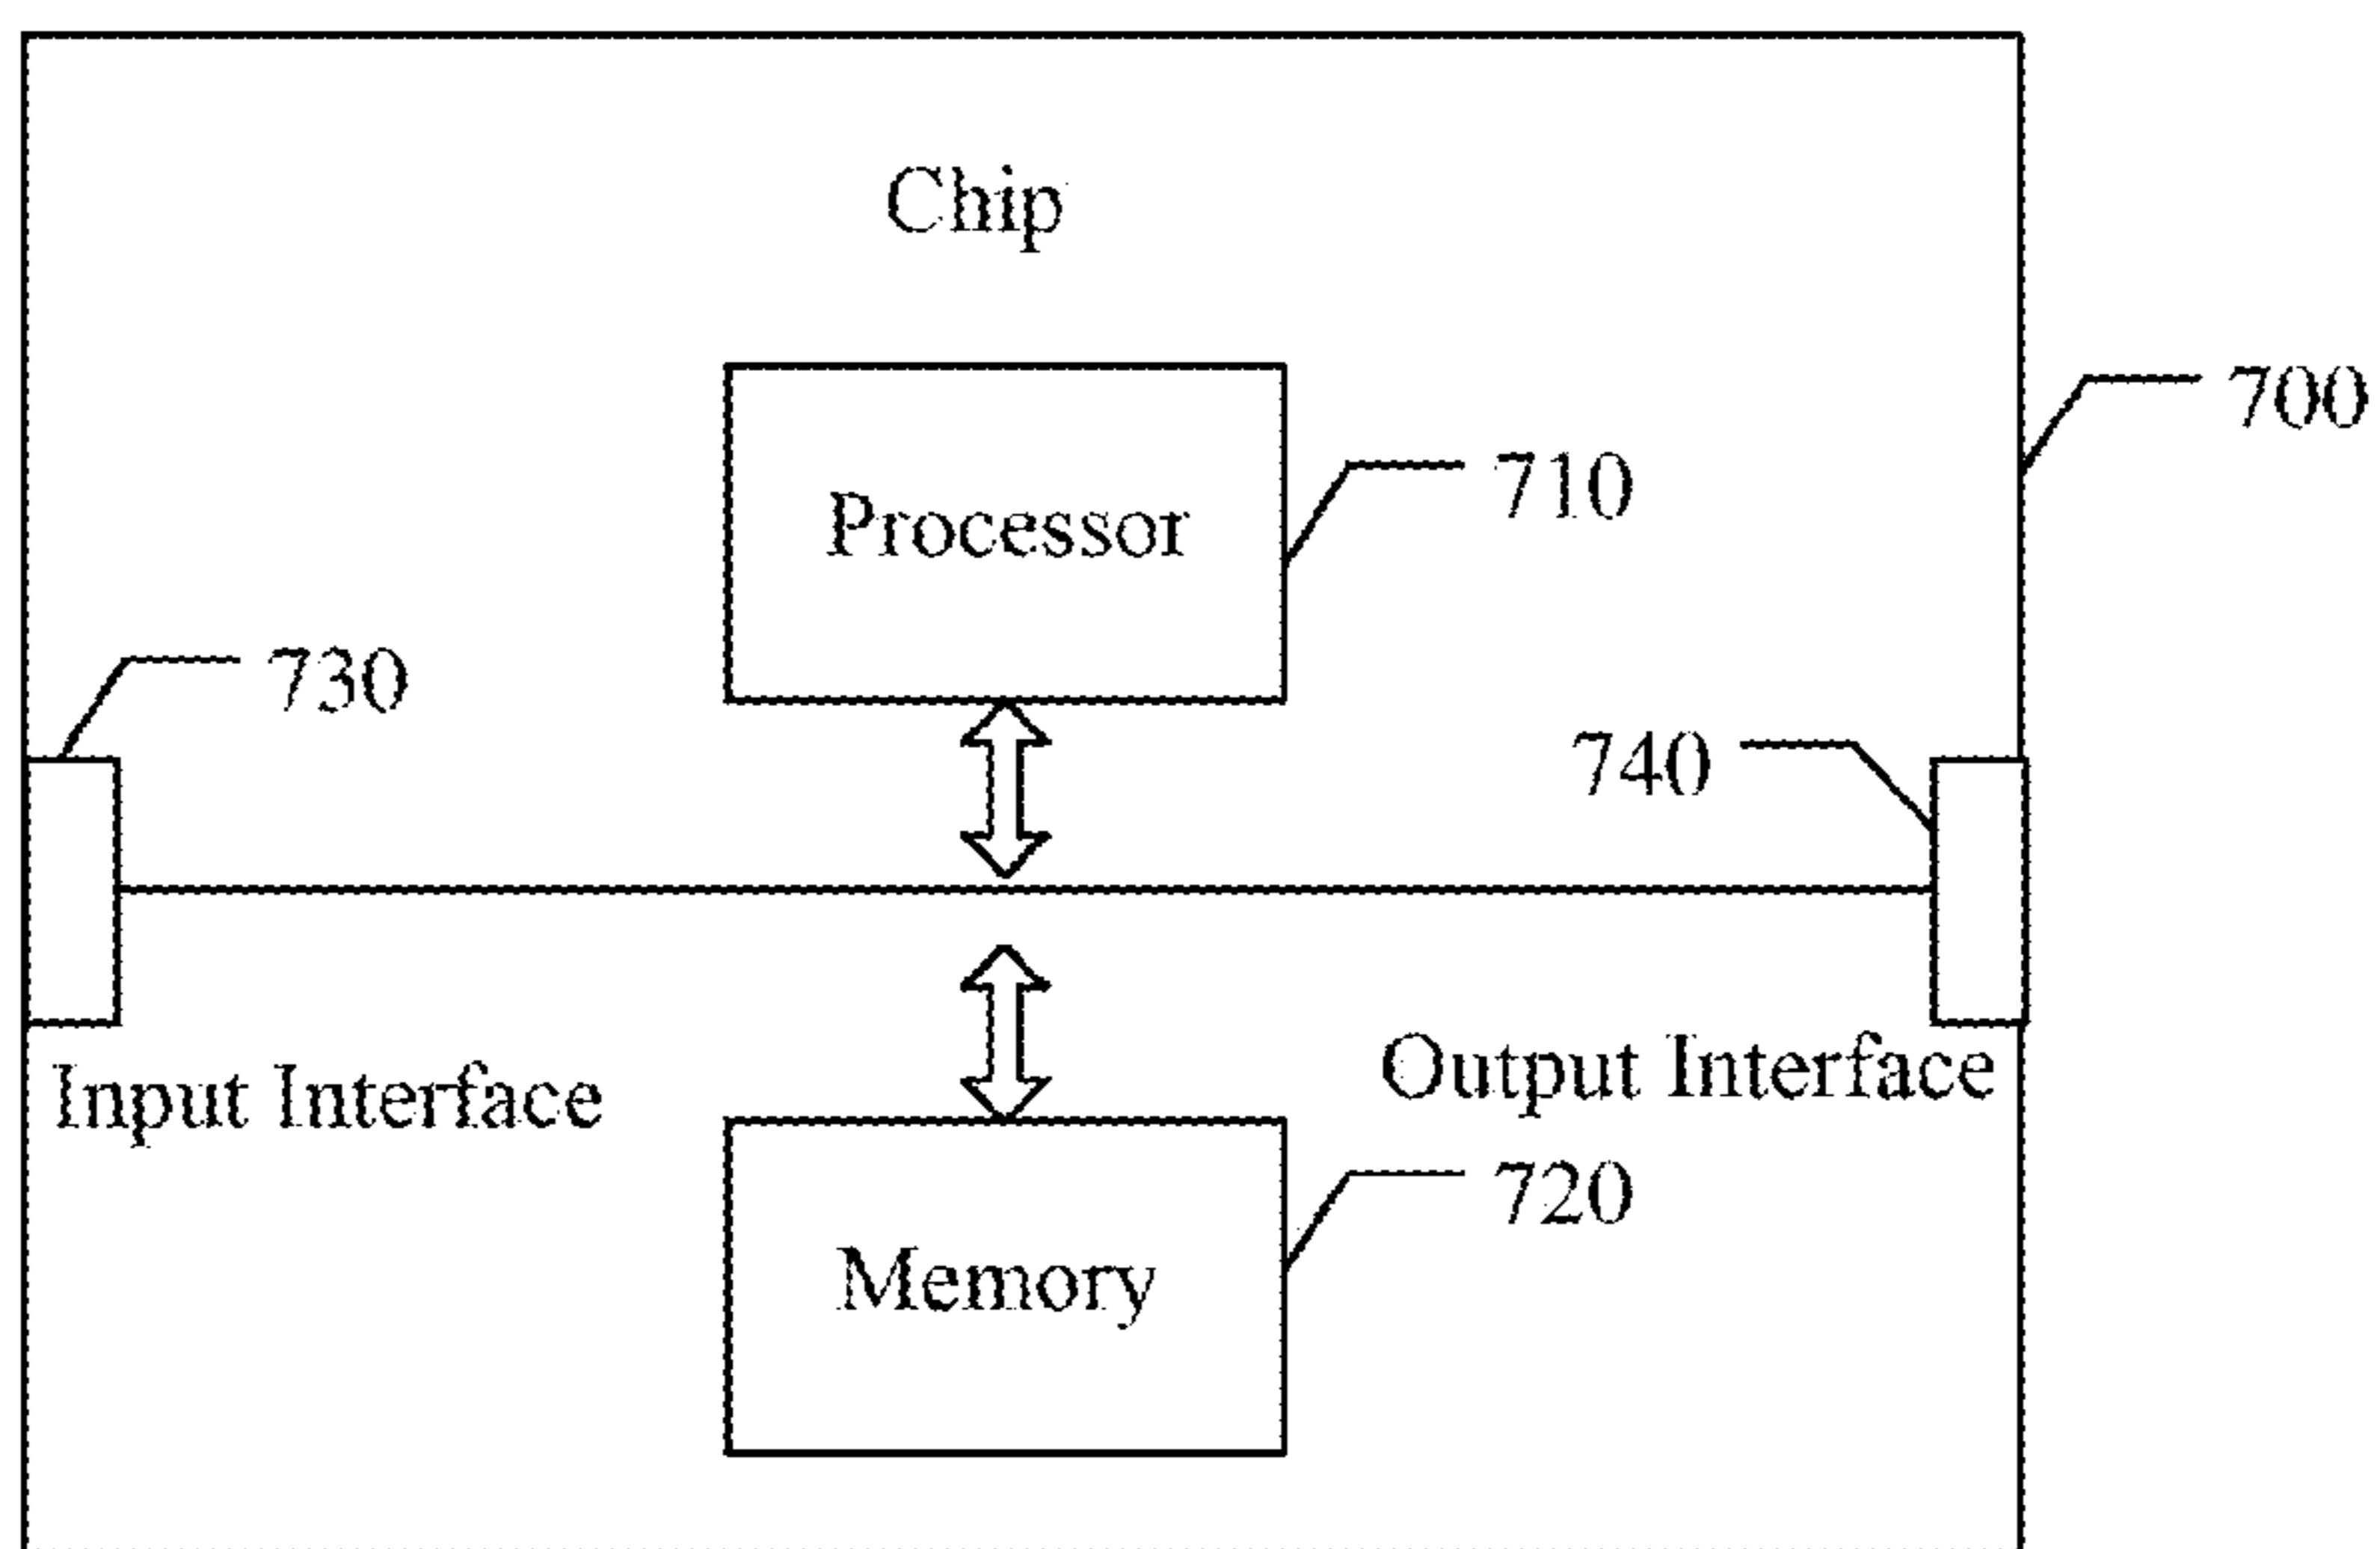 Chip
700
710
Processor
730
740
Output Interface
Input Interface
720
Memory